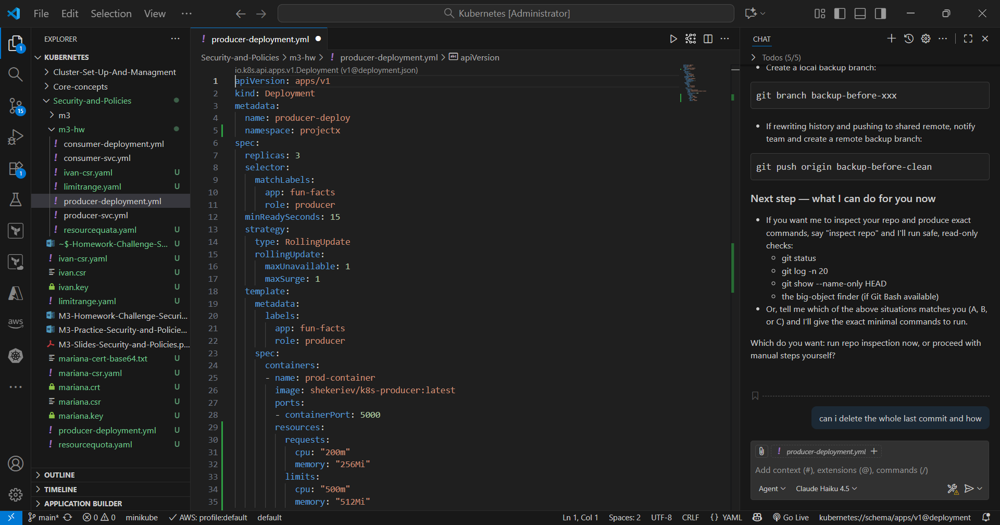 File Edit Selection View
Kubernetes [Administrator]
EXPLORER
KUBERNETES
Cluster-Set-Up-And-Managment
Core-concepts
Security-and-Policies
m3
m3-hw
! consumer-deployment.yml
! consumer-svc.yml
! ivan-csr.yaml U
! limitrange.yaml U
! producer-deployment.yml
! producer-svc.yml
! resourcequata.yaml U
~$-Homework-Challenge-S... U
! ivan-csr.yaml U
ivan.csr U
ivan.key U
! limitrange.yaml U
M3-Homework-Challenge-Securi...
M3-Practice-Security-and-Policie...
M3-Slides-Security-and-Policies.p...
mariana-cert-base64.txt U
! mariana-csr.yaml U
mariana.crt U
mariana.csr U
mariana.key U
! producer-deployment.yml U
! resourcequota.yaml U
OUTLINE
TIMELINE
APPLICATION BUILDER
1
15
1
aws
! producer-deployment.yml
Security-and-Policies > m3-hw > ! producer-deployment.yml > abc apiVersion
io.k8s.api.apps.v1.Deployment (v1@deployment.json)
1 apiVersion: apps/v1
2 kind: Deployment
3 metadata:
4 name: producer-deploy
5 namespace: projectx
6 spec:
7 replicas: 3
8 selector:
9 matchLabels:
10 app: fun-facts
11 role: producer
12 minReadySeconds: 15
13 strategy:
14 type: RollingUpdate
15 rollingUpdate:
16 maxUnavailable: 1
17 maxSurge: 1
18 template:
19 metadata:
20 labels:
21 app: fun-facts
22 role: producer
23 spec:
24 containers:
25 - name: prod-container
26 image: shekeriev/k8s-producer:latest
27 ports:
28 - containerPort: 5000
29 resources:
30 requests:
31 cpu: "200m"
32 memory: "256Mi"
33 limits:
34 cpu: "500m"
35 memory: "512Mi"
CHAT
Todos (5/5)
• Create a local backup branch:
git branch backup-before-xxx
• If rewriting history and pushing to shared remote, notify
team and create a remote backup branch:
git push origin backup-before-clean
Next step — what I can do for you now
• If you want me to inspect your repo and produce exact
commands, say "inspect repo" and I'll run safe, read-only
checks:
git status
git log -n 20
git show --name-only HEAD
the big-object finder (if Git Bash available)
• Or, tell me which of the above situations matches you (A, B,
or C) and I'll give the exact minimal commands to run.
Which do you want: run repo inspection now, or proceed with
manual steps yourself?
can i delete the whole last commit and how
! producer-deployment.yml +
Add context (#), extensions (@), commands (/)
Agent Claude Haiku 4.5
main* 0 0 minikube AWS: profile:default default Ln 1, Col 1 Spaces: 2 UTF-8 CRLF {} YAML Go Live kubernetes://schema/apps/v1@deployment